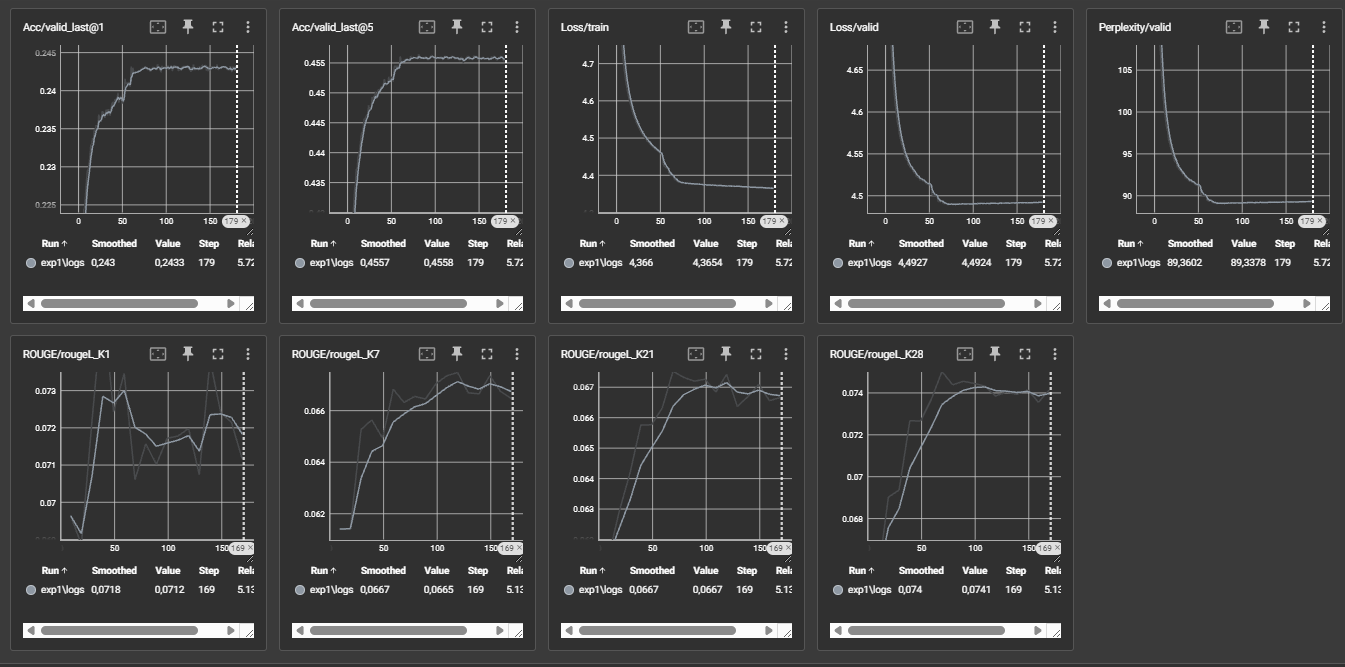 Acc/valid_last@1
0.245
0.24
0.235
0.23
0.225
0 50 100 150 179
Run ↑ Smoothed Value Step Rela
exp1\logs 0,243 0,2433 179 5.72
Acc/valid_last@5
0.455
0.45
0.445
0.44
0.435
0 50 100 150 179
Run ↑ Smoothed Value Step Rela
exp1\logs 0,4557 0,4558 179 5.72
Loss/train
4.7
4.6
4.5
4.4
0 50 100 150 179
Run ↑ Smoothed Value Step Rela
exp1\logs 4,366 4,3654 179 5.72
Loss/valid
4.65
4.6
4.55
4.5
0 50 100 150 179
Run ↑ Smoothed Value Step Rela
exp1\logs 4,4927 4,4924 179 5.72
Perplexity/valid
105
100
95
90
0 50 100 150 179
Run ↑ Smoothed Value Step Rela
exp1\logs 89,3602 89,3378 179 5.72
ROUGE/rougeL_K1
0.073
0.072
0.071
0.07
50 100 150 169
Run ↑ Smoothed Value Step Rela
exp1\logs 0,0718 0,0712 169 5.13
ROUGE/rougeL_K7
0.066
0.064
0.062
50 100 150 169
Run ↑ Smoothed Value Step Rela
exp1\logs 0,0667 0,0665 169 5.13
ROUGE/rougeL_K21
0.067
0.066
0.065
0.064
0.063
50 100 150 169
Run ↑ Smoothed Value Step Rela
exp1\logs 0,0667 0,0667 169 5.13
ROUGE/rougeL_K28
0.074
0.072
0.07
0.068
50 100 150 169
Run ↑ Smoothed Value Step Rela
exp1\logs 0,074 0,0741 169 5.13